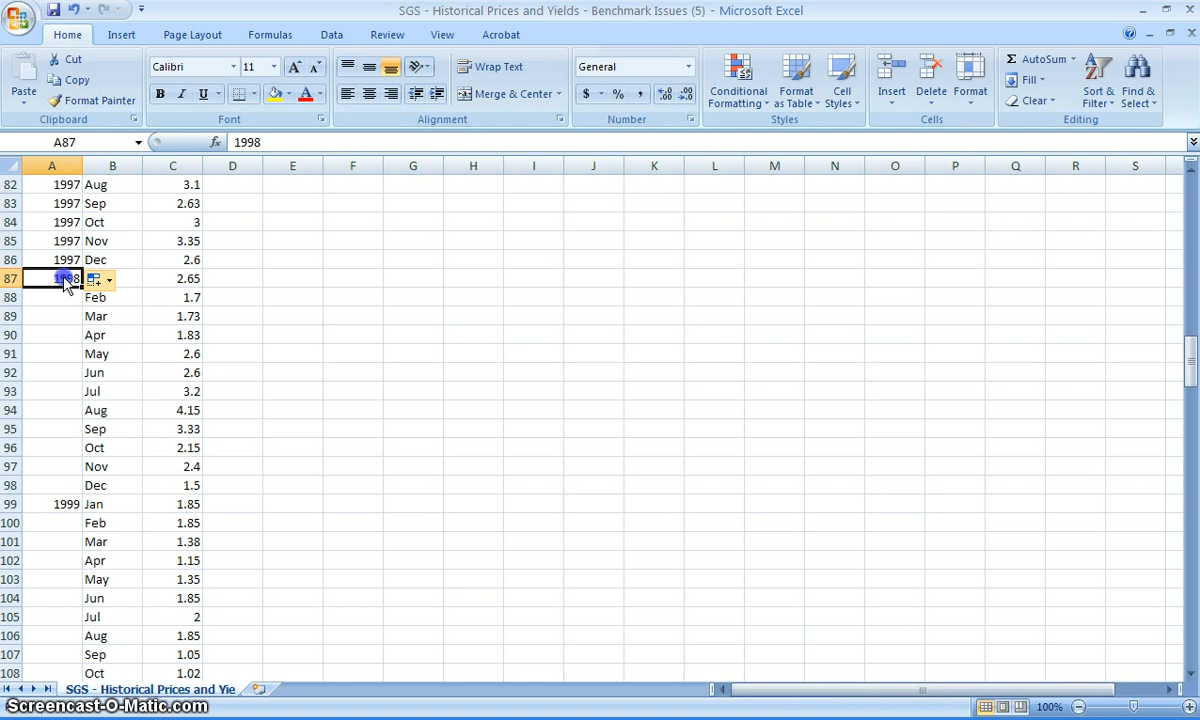 SGS - Historical Prices and Yields - Benchmark Issues (5) - Microsoft Excel
Home Insert Page Layout Formulas Data Review View Acrobat
Paste Cut Copy Format Painter Clipboard
Calibri 11 B I U A Font
Wrap Text Merge & Center Alignment
General $ % , Number
Conditional Formatting Format as Table Cell Styles Styles
Insert Delete Format Cells
Σ AutoSum Fill Clear Sort & Filter Find & Select Editing
A87 fx 1998
A B C D E F G H I J K L M N O P Q R S
82 1997 Aug 3.1
83 1997 Sep 2.63
84 1997 Oct 3
85 1997 Nov 3.35
86 1997 Dec 2.6
87 1998 2.65
88 Feb 1.7
89 Mar 1.73
90 Apr 1.83
91 May 2.6
92 Jun 2.6
93 Jul 3.2
94 Aug 4.15
95 Sep 3.33
96 Oct 2.15
97 Nov 2.4
98 Dec 1.5
99 1999 Jan 1.85
100 Feb 1.85
101 Mar 1.38
102 Apr 1.15
103 May 1.35
104 Jun 1.85
105 Jul 2
106 Aug 1.85
107 Sep 1.05
108 Oct 1.02
SGS - Historical Prices and Yie
Screencast-O-Matic.com 100%